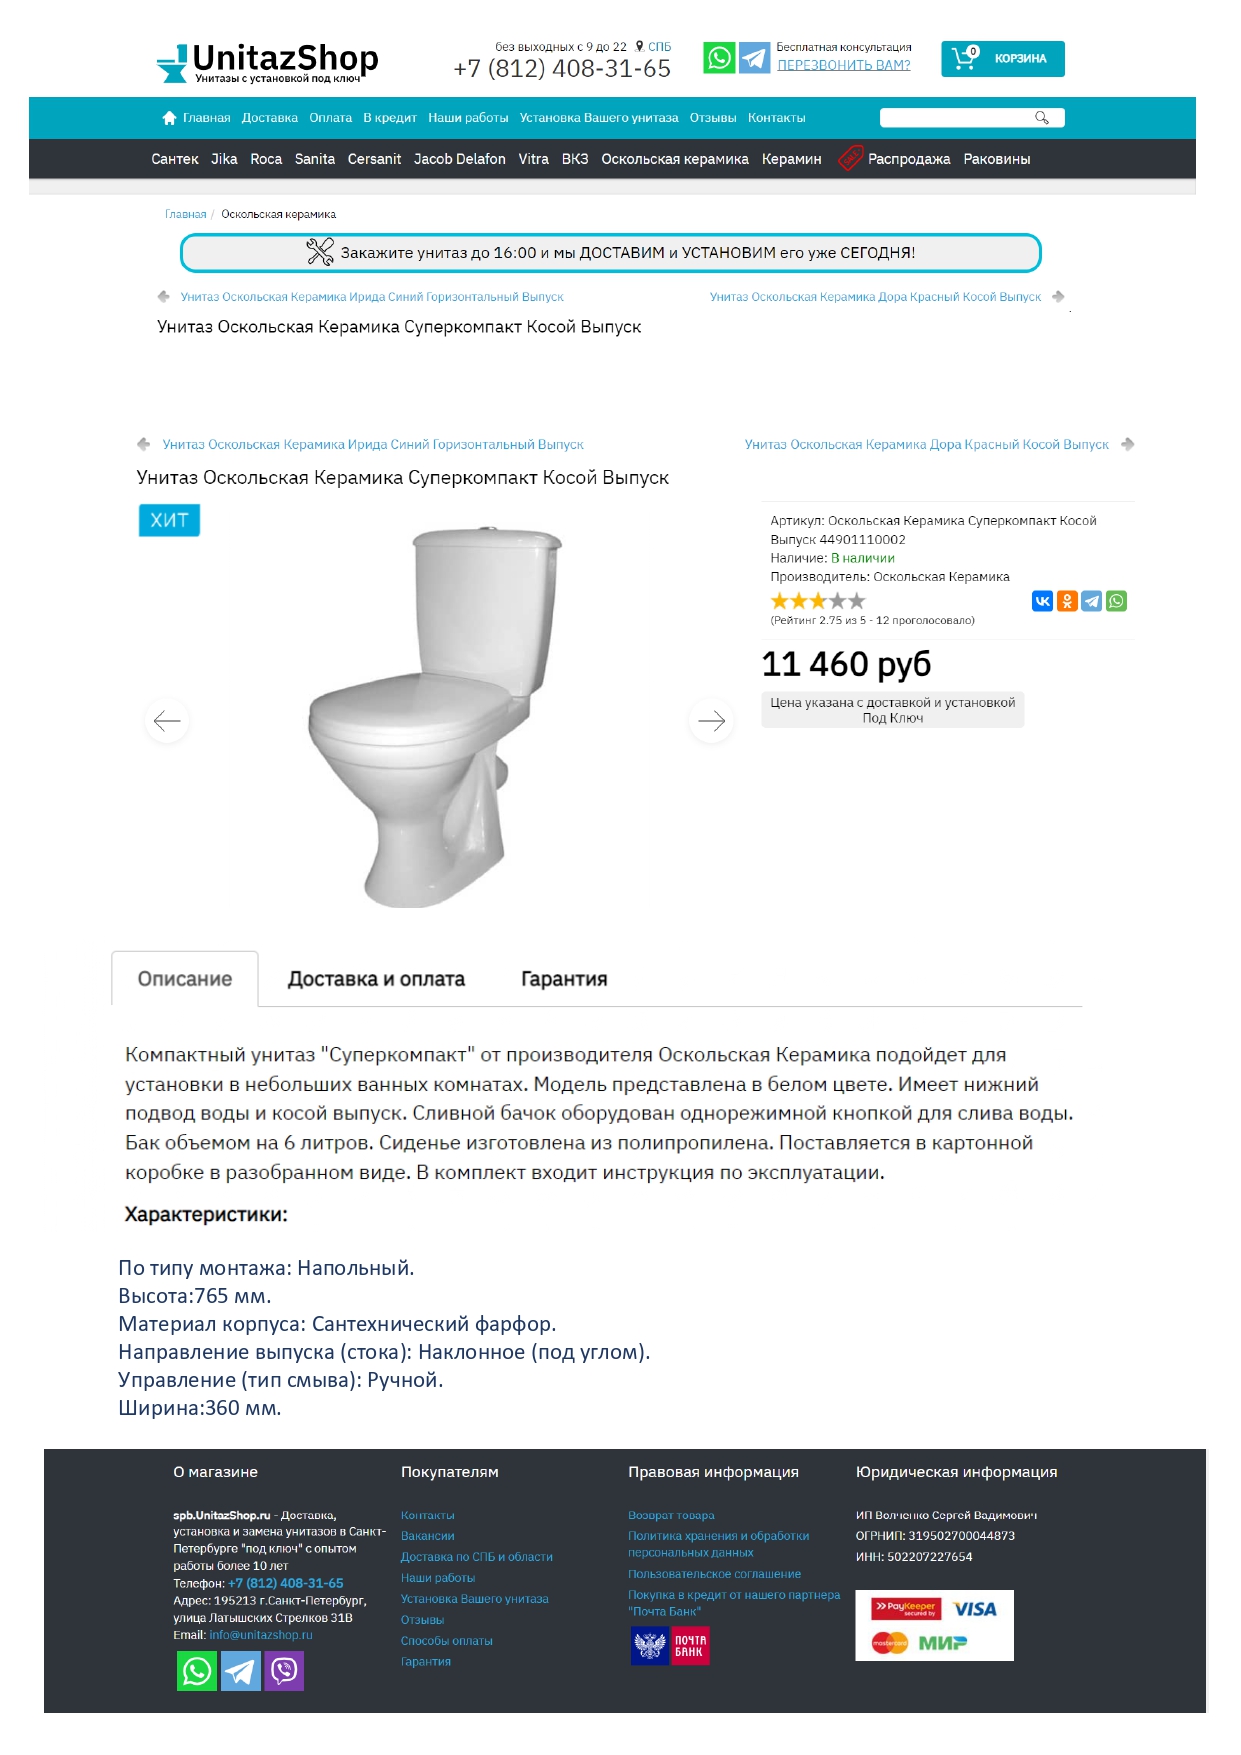 UnitazShop
Унитазы с установкой под ключ
без выходных с 9 до 22 СПБ
+7 (812) 408-31-65
Бесплатная консультация
ПЕРЕЗВОНИТЬ ВАМ?
0 КОРЗИНА
Главная Доставка Оплата В кредит Наши работы Установка Вашего унитаза Отзывы Контакты
Сантек Jika Roca Sanita Cersanit Jacob Delafon Vitra ВКЗ Оскольская керамика Керамин Распродажа Раковины
Главная / Оскольская керамика
Закажите унитаз до 16:00 и мы ДОСТАВИМ и УСТАНОВИМ его уже СЕГОДНЯ!
Унитаз Оскольская Керамика Ирида Синий Горизонтальный Выпуск
Унитаз Оскольская Керамика Дора Красный Косой Выпуск
Унитаз Оскольская Керамика Суперкомпакт Косой Выпуск
Унитаз Оскольская Керамика Ирида Синий Горизонтальный Выпуск
Унитаз Оскольская Керамика Дора Красный Косой Выпуск
Унитаз Оскольская Керамика Суперкомпакт Косой Выпуск
ХИТ
Артикул: Оскольская Керамика Суперкомпакт Косой
Выпуск 44901110002
Наличие: В наличии
Производитель: Оскольская Керамика
(Рейтинг 2.75 из 5 - 12 проголосовало)
11 460 руб
Цена указана с доставкой и установкой
Под Ключ
Описание Доставка и оплата Гарантия
Компактный унитаз "Суперкомпакт" от производителя Оскольская Керамика подойдет для
установки в небольших ванных комнатах. Модель представлена в белом цвете. Имеет нижний
подвод воды и косой выпуск. Сливной бачок оборудован однорежимной кнопкой для слива воды.
Бак объемом на 6 литров. Сиденье изготовлена из полипропилена. Поставляется в картонной
коробке в разобранном виде. В комплект входит инструкция по эксплуатации.
Характеристики:
По типу монтажа: Напольный.
Высота:765 мм.
Материал корпуса: Сантехнический фарфор.
Направление выпуска (стока): Наклонное (под углом).
Управление (тип смыва): Ручной.
Ширина:360 мм.
О магазине
spb.UnitazShop.ru - Доставка,
установка и замена унитазов в Санкт-
Петербурге "под ключ" с опытом
работы более 10 лет
Телефон: +7 (812) 408-31-65
Адрес: 195213 г.Санкт-Петербург,
улица Латышских Стрелков 31В
Email: info@unitazshop.ru
Покупателям
Контакты
Вакансии
Доставка по СПБ и области
Наши работы
Установка Вашего унитаза
Отзывы
Способы оплаты
Гарантия
Правовая информация
Возврат товара
Политика хранения и обработки
персональных данных
Пользовательское соглашение
Покупка в кредит от нашего партнера
"Почта Банк"
ПОЧТА
БАНК
Юридическая информация
ИП Волченко Сергей Вадимович
ОГРНИП: 319502700044873
ИНН: 502207227654
PayKeeper
secured by
VISA
mastercard
МИР